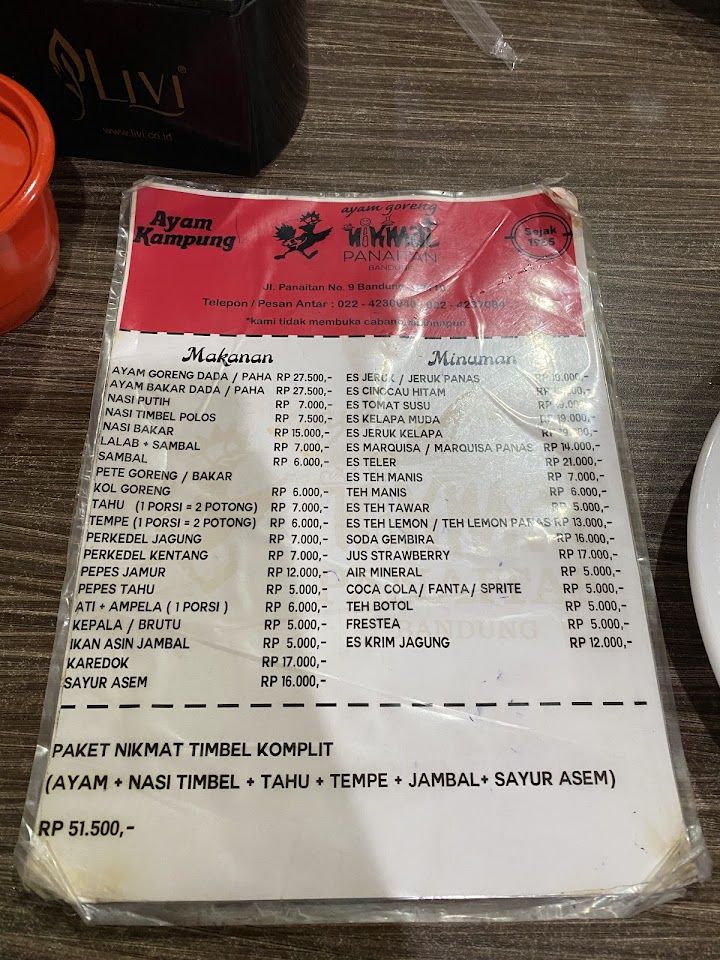 LIVI®
www.livi.co.id
Ayam
Kampung
ayam goreng
NIKMAT
PANAITAN
BANDUNG
Sejak
Jl. Panaitan No. 9 Bandung
Telepon / Pesan Antar : 022 -
*kami tidak membuka cabang
Makanan
AYAM GORENG DADA / PAHA RP 27.500,-
AYAM BAKAR DADA / PAHA RP 27.500,-
NASI PUTIH RP 7.000,-
NASI TIMBEL POLOS RP 7.500,-
NASI BAKAR RP 15.000,-
LALAB + SAMBAL RP 7.000,-
SAMBAL RP 6.000,-
PETE GORENG / BAKAR
KOL GORENG RP 6.000,-
TAHU (1 PORSI = 2 POTONG) RP 7.000,-
TEMPE (1 PORSI = 2 POTONG) RP 6.000,-
PERKEDEL JAGUNG RP 7.000,-
PERKEDEL KENTANG RP 7.000,-
PEPES JAMUR RP 12.000,-
PEPES TAHU RP 5.000,-
ATI + AMPELA ( 1 PORSI ) RP 6.000,-
KEPALA / BRUTU RP 5.000,-
IKAN ASIN JAMBAL RP 5.000,-
KAREDOK RP 17.000,-
SAYUR ASEM RP 16.000,-
Minuman
ES JERUK / JERUK PANAS
ES CINCCAU HITAM
ES TOMAT SUSU
ES KELAPA MUDA RP 19.000,-
ES JERUK KELAPA
ES MARQUISA / MARQUISA PANAS RP 14.000,-
ES TELER RP 21.000,-
ES TEH MANIS RP 7.000,-
TEH MANIS RP 6.000,-
ES TEH TAWAR RP 5.000,-
ES TEH LEMON / TEH LEMON PANAS RP 13.000,-
SODA GEMBIRA RP 16.000,-
JUS STRAWBERRY RP 17.000,-
AIR MINERAL RP 5.000,-
COCA COLA/ FANTA/ SPRITE RP 5.000,-
TEH BOTOL RP 5.000,-
FRESTEA RP 5.000,-
ES KRIM JAGUNG RP 12.000,-
BANDUNG
PAKET NIKMAT TIMBEL KOMPLIT
(AYAM + NASI TIMBEL + TAHU + TEMPE + JAMBAL+ SAYUR ASEM)
RP 51.500,-